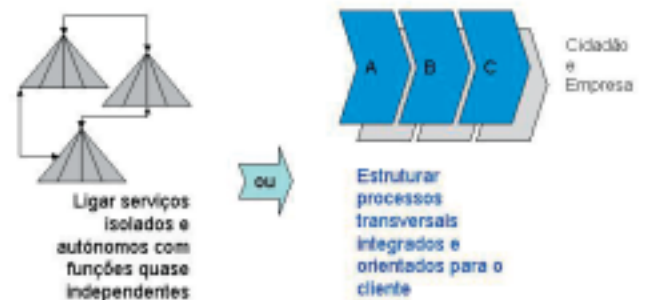 Ligar serviços
isolados e
autónomos com
funções quase
independentes
ou
A B C
Cidadão
e
Empresa
Estruturar
processos
transversais
integrados e
orientados para o
cliente